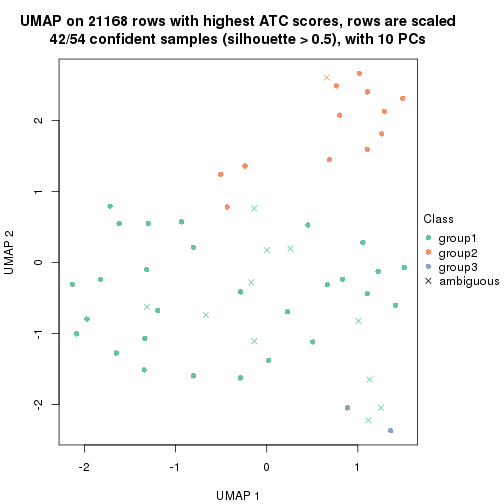 UMAP on 21168 rows with highest ATC scores, rows are scaled
42/54 confident samples (silhouette > 0.5), with 10 PCs
UMAP 2
2
1
0
-1
-2
-2
-1
0
1
UMAP 1
Class
group1
group2
group3
ambiguous